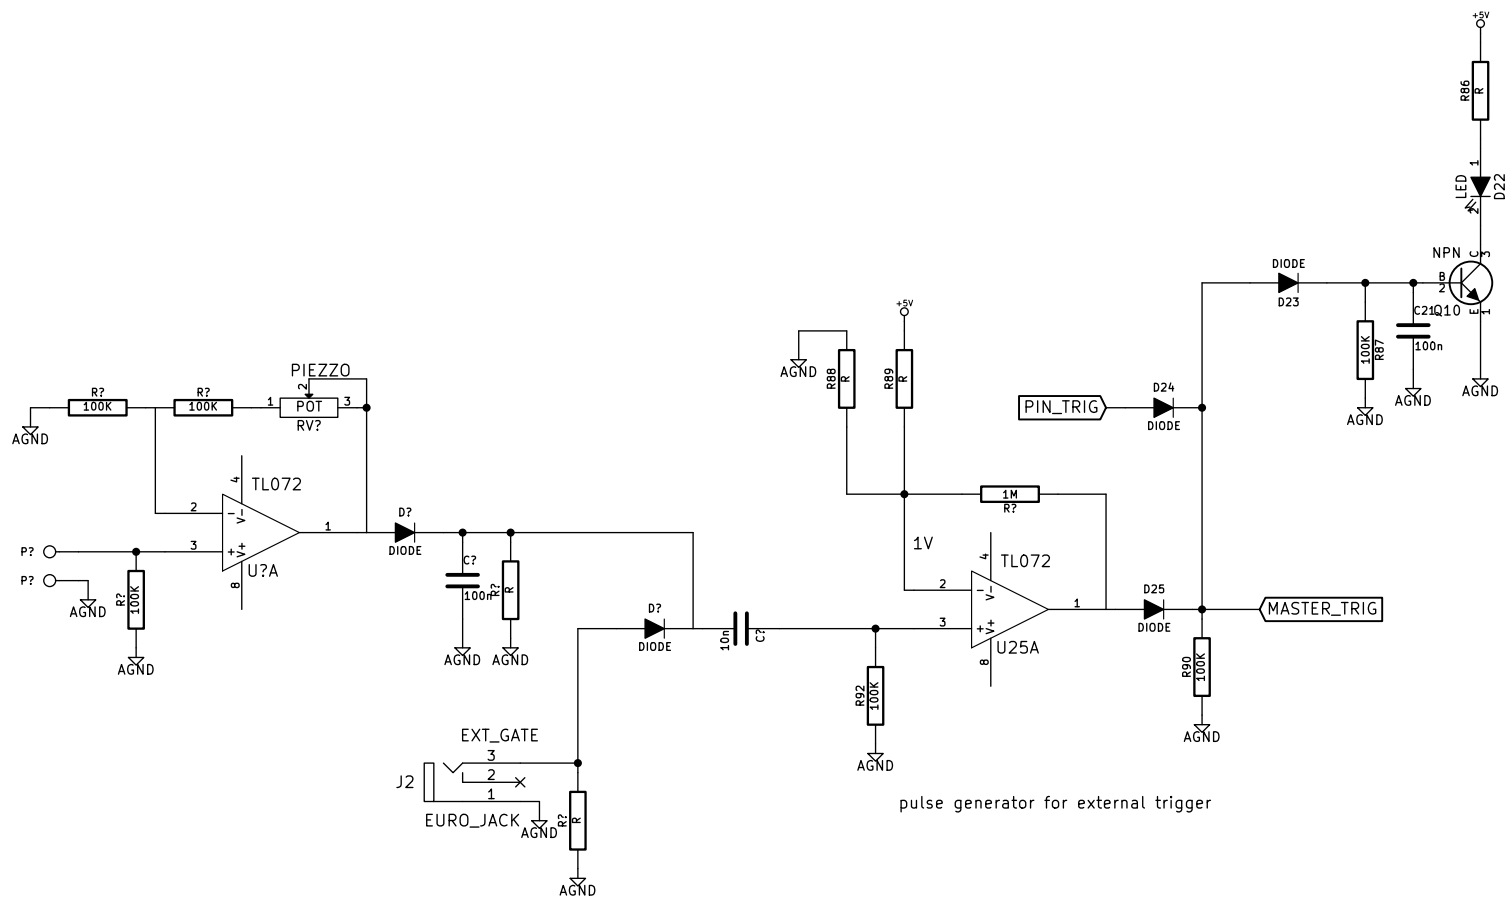 +5V
R86
R
1
LED
D22
2
NPN
C
3
B
2
Q10
E
1
AGND
DIODE
D23
100K
R87
AGND
C21
100n
AGND
+5V
AGND
R88
R
R89
R
PIN_TRIG
D24
DIODE
PIEZZO
2
R?
100K
R?
100K
1
POT
3
RV?
AGND
TL072
4
2
-
V-
3
+
V+
1
8
U?A
P?
P?
AGND
R?
100K
AGND
D?
DIODE
C?
100n
AGND
R?
R
AGND
1M
R?
1V
TL072
4
2
-
V-
3
+
V+
1
8
U25A
D25
DIODE
MASTER_TRIG
R90
100K
AGND
D?
DIODE
10n
C?
R92
100K
AGND
EXT_GATE
3
J2
2
1
EURO_JACK
AGND
R?
R
AGND
pulse generator for external trigger